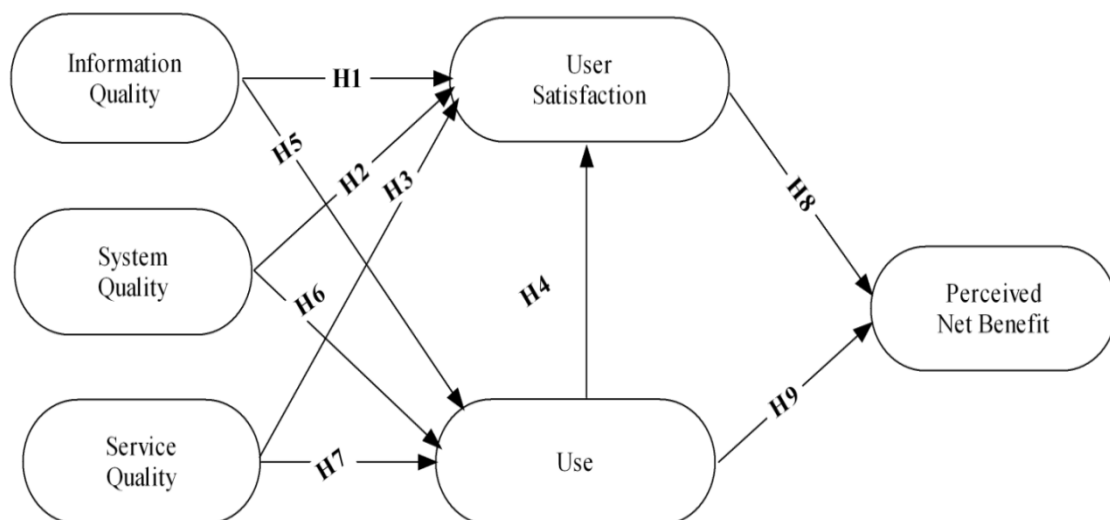 Information
Quality
H1
User
Satisfaction
H5
H2
H3
System
Quality
H6
H4
H8
Perceived
Net Benefit
Service
Quality
H7
Use
H9